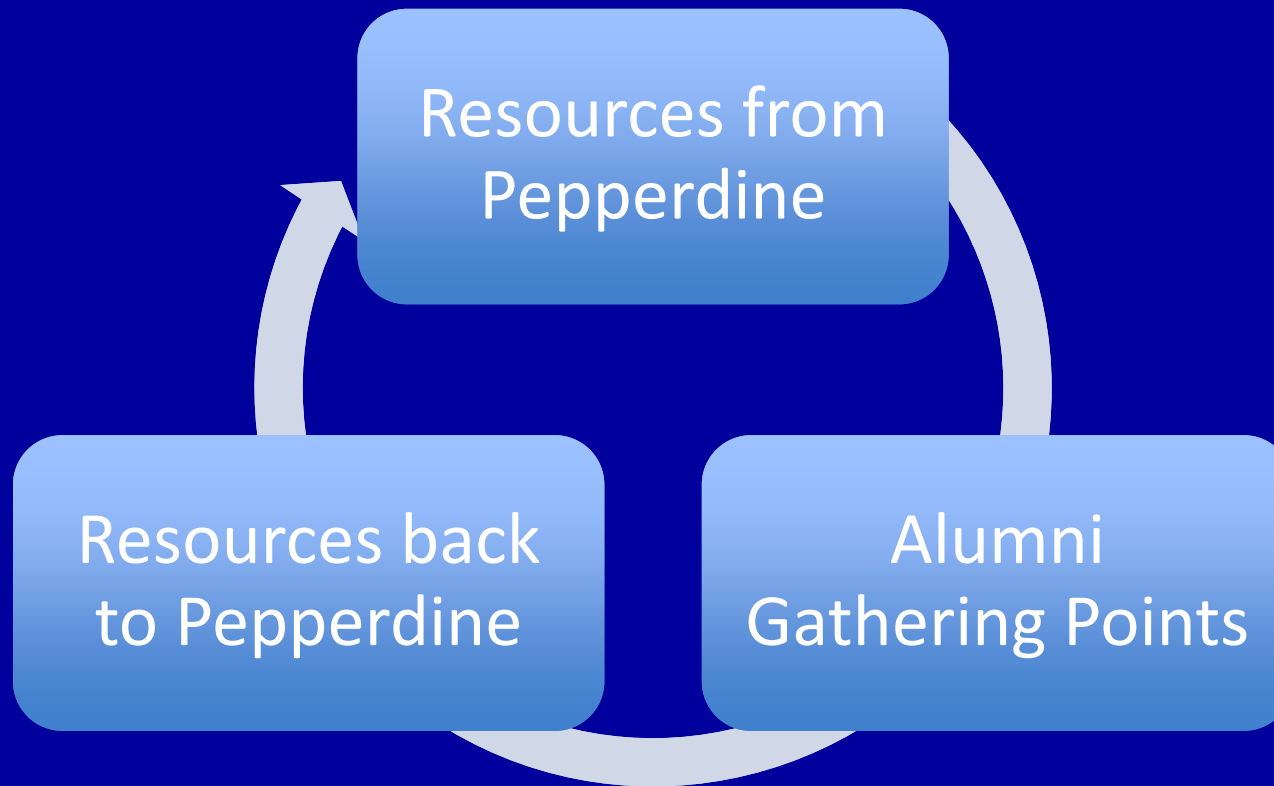 Resources from
Pepperdine
Resources back
to Pepperdine
Alumni
Gathering Points